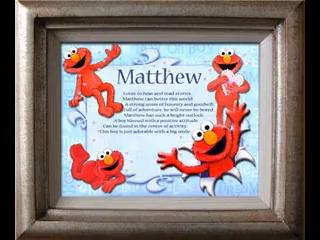 Matthew
Loves to hear and read stories.
Matthew can better this world
A strong sense of bravery and goodwill
Full of adventure, he will never be bored.
Matthew has such a bright outlook.
A boy blessed with a positive attitude
Can be found in the center of activity.
This boy is just adorable with a big smile